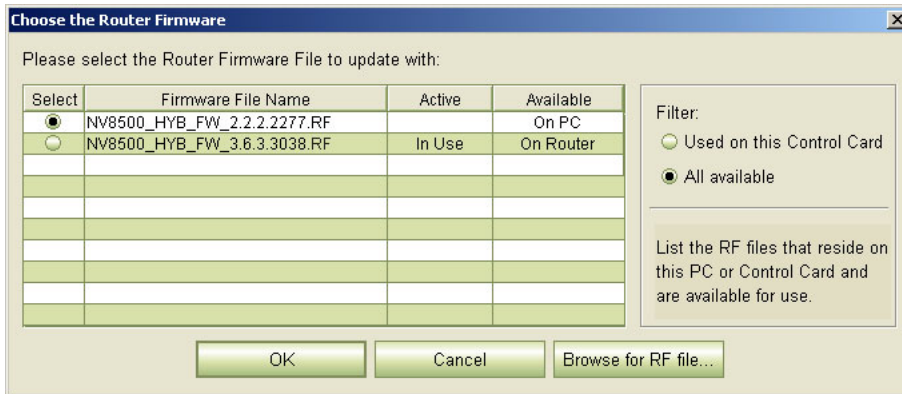 Choose the Router Firmware
Please select the Router Firmware File to update with:
Select Firmware File Name Active Available
NV8500_HYB_FW_2.2.2.2277.RF On PC
NV8500_HYB_FW_3.6.3.3038.RF In Use On Router
Filter:
Used on this Control Card
All available
List the RF files that reside on
this PC or Control Card and
are available for use.
OK Cancel Browse for RF file...